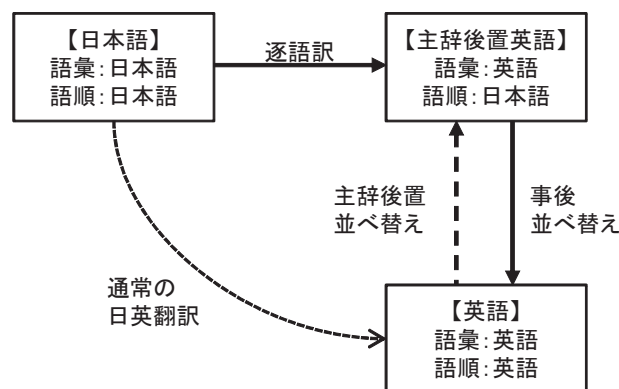 【日本語】
語彙:日本語
語順:日本語
逐語訳
【主辞後置英語】
語彙:英語
語順:日本語
主辞後置
並べ替え
事後
並べ替え
通常の
日英翻訳
【英語】
語彙:英語
語順:英語